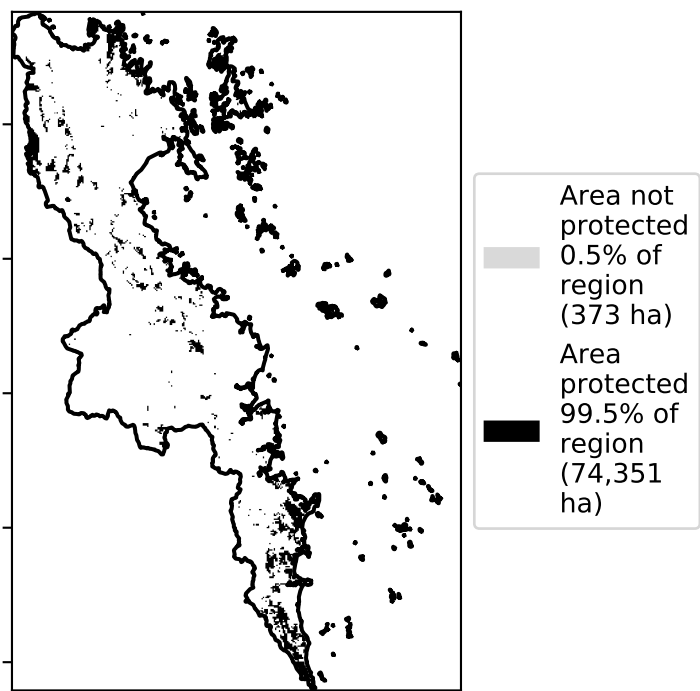 Area not
protected
0.5% of
region
(373 ha)
Area
protected
99.5% of
region
(74,351
ha)